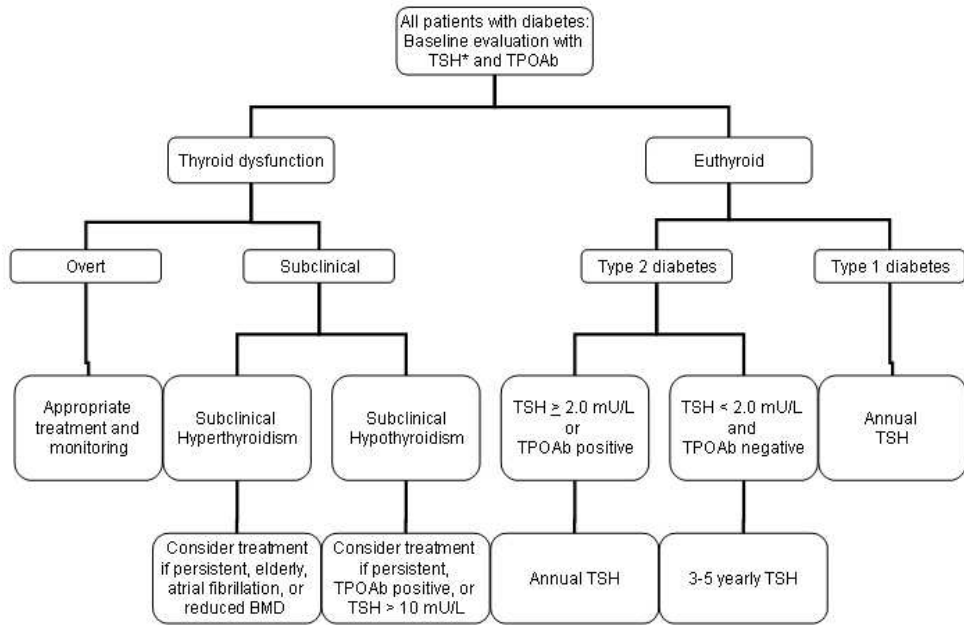 All patients with diabetes:
Baseline evaluation with
TSH* and TPOAb
Thyroid dysfunction
Euthyroid
Overt
Subclinical
Type 2 diabetes
Type 1 diabetes
Appropriate
treatment and
monitoring
Subclinical
Hyperthyroidism
Subclinical
Hypothyroidism
TSH ≥ 2.0 mU/L
or
TPOAb positive
TSH < 2.0 mU/L
and
TPOAb negative
Annual
TSH
Consider treatment
if persistent, elderly,
atrial fibrillation, or
reduced BMD
Consider treatment
if persistent,
TPOAb positive, or
TSH > 10 mU/L
Annual TSH
3-5 yearly TSH